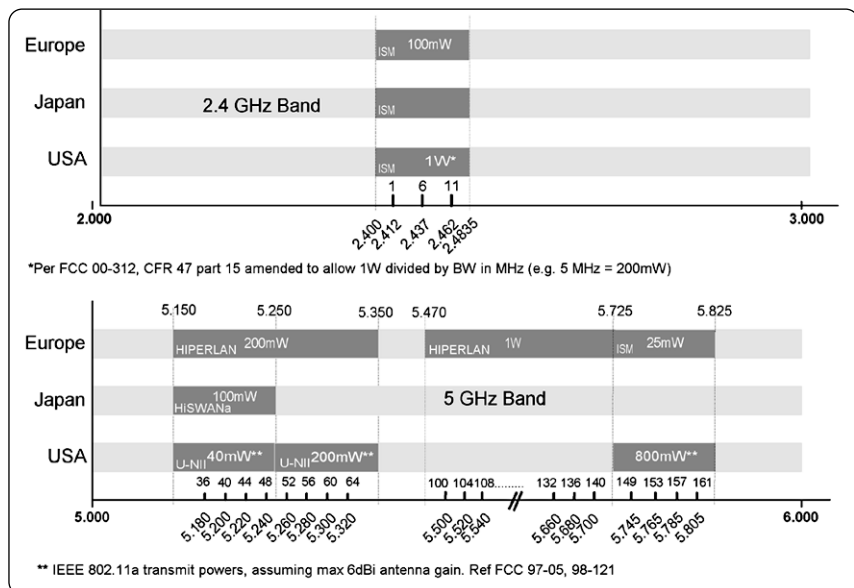 Europe
ISM 100mW
Japan
2.4 GHz Band
ISM
USA
ISM 1W*
1 6 11
2.000 3.000
2.400 2.412 2.437 2.462 2.4835
*Per FCC 00-312, CFR 47 part 15 amended to allow 1W divided by BW in MHz (e.g. 5 MHz = 200mW)
5.150 5.250 5.350 5.470 5.725 5.825
Europe
HIPERLAN 200mW HIPERLAN 1W ISM 25mW
Japan
HiSWANa 100mW
5 GHz Band
USA
U-NII 40mW** U-NII 200mW** 800mW**
36 40 44 48 52 56 60 64 100 104 108........ 132 136 140 149 153 157 161
5.000 6.000
5.180 5.200 5.220 5.240 5.260 5.280 5.300 5.320 5.500 5.520 5.540 5.660 5.680 5.700 5.745 5.765 5.785 5.805
** IEEE 802.11a transmit powers, assuming max 6dBi antenna gain. Ref FCC 97-05, 98-121